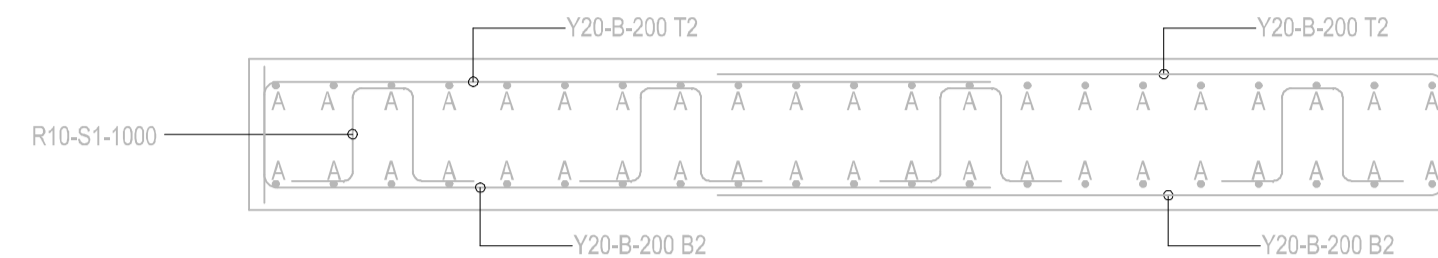 Y20-B-200 T2 Y20-B-200 T2
A A A A A A A A A A A A A A A A A A A A A
R10-S1-1000
A A A A A A A A A A A A A A A A A A A A A
Y20-B-200 B2 Y20-B-200 B2